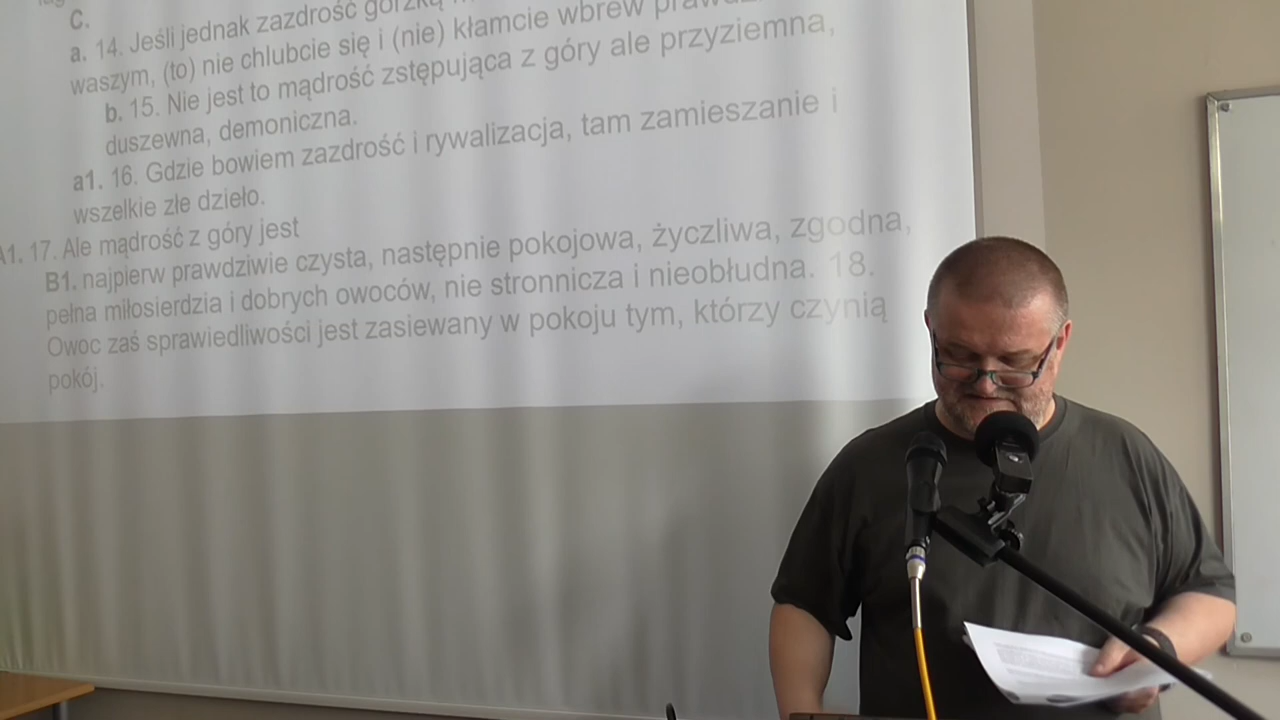 C.
a. 14. Jeśli jednak zazdrość gorzką
waszym, (to) nie chlubcie się i (nie) kłamcie wbrew
b. 15. Nie jest to mądrość zstępująca z góry ale przyziemna,
duszewna, demoniczna.
a1. 16. Gdzie bowiem zazdrość i rywalizacja, tam zamieszanie i
wszelkie złe dzieło.
A1. 17. Ale mądrość z góry jest
B1. najpierw prawdziwie czysta, następnie pokojowa, życzliwa, zgodna,
pełna miłosierdzia i dobrych owoców, nie stronnicza i nieobłudna. 18.
Owoc zaś sprawiedliwości jest zasiewany w pokoju tym, którzy czynią
pokój.